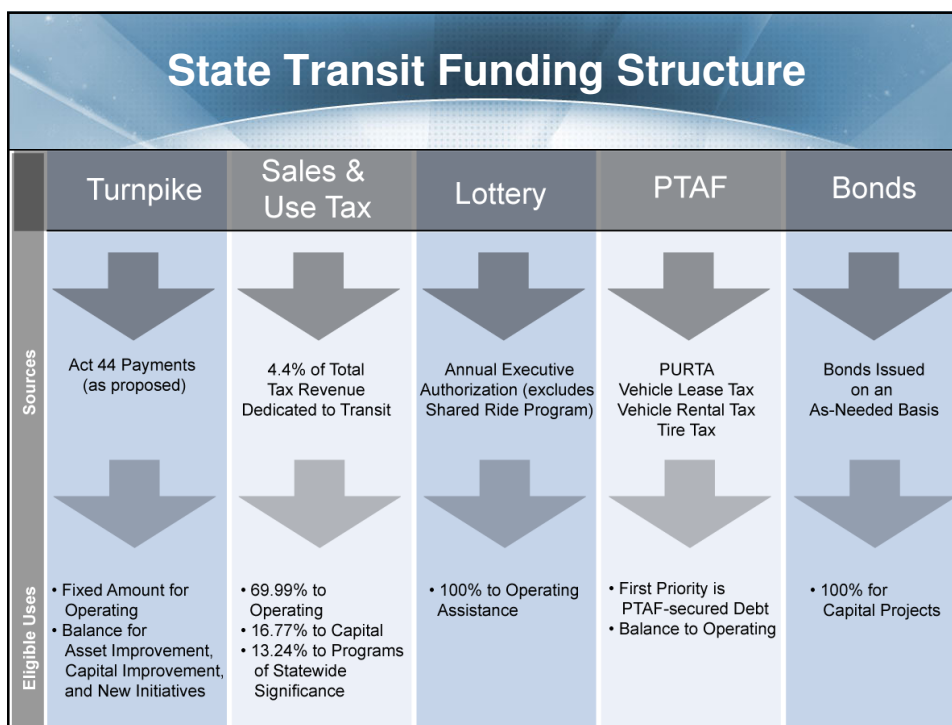 State Transit Funding Structure
Turnpike
Sales &
Use Tax
Lottery
PTAF
Bonds
Sources
Act 44 Payments
(as proposed)
4.4% of Total
Tax Revenue
Dedicated to Transit
Annual Executive
Authorization (excludes
Shared Ride Program)
PURTA
Vehicle Lease Tax
Vehicle Rental Tax
Tire Tax
Bonds Issued
on an
As-Needed Basis
Eligible Uses
• Fixed Amount for
Operating
• Balance for
Asset Improvement,
Capital Improvement,
and New Initiatives
• 69.99% to
Operating
• 16.77% to Capital
• 13.24% to Programs
of Statewide
Significance
• 100% to Operating
Assistance
• First Priority is
PTAF-secured Debt
• Balance to Operating
• 100% for
Capital Projects